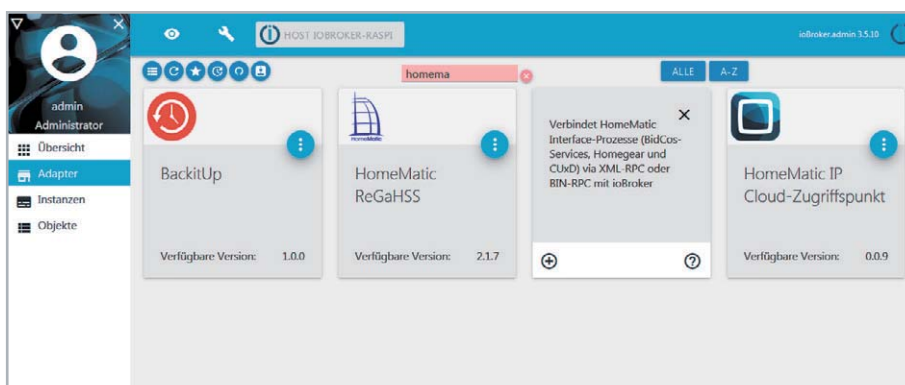 HOST IOBROKER-RASPI
ioBroker.admin 3.5.10
admin
Administrator
Übersicht
Adapter
Instanzen
Objekte
homema
ALLE
A-Z
BackitUp
Verfügbare Version: 1.0.0
HomeMatic
HomeMatic
ReGaHSS
Verfügbare Version: 2.1.7
Verbindet HomeMatic
Interface-Prozesse (BidCos-
Services, Homegear und
CUxD) via XML-RPC oder
BIN-RPC mit ioBroker
HomeMatic IP
Cloud-Zugriffspunkt
Verfügbare Version: 0.0.9